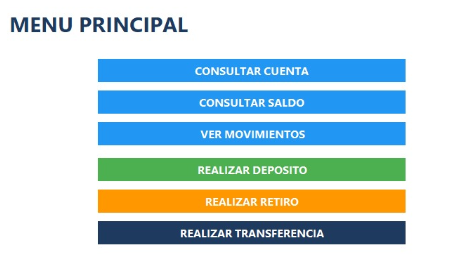 MENU PRINCIPAL
CONSULTAR CUENTA
CONSULTAR SALDO
VER MOVIMIENTOS
REALIZAR DEPOSITO
REALIZAR RETIRO
REALIZAR TRANSFERENCIA